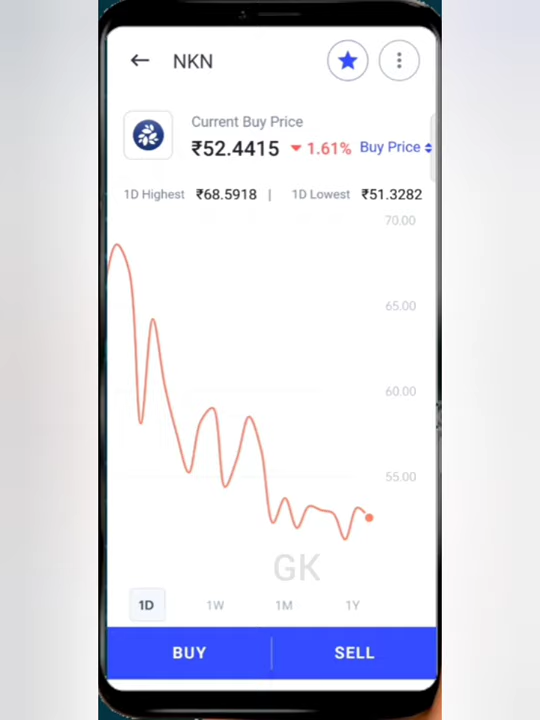 NKN
Current Buy Price
₹52.4415 ▼ 1.61% Buy Price
1D Highest ₹68.5918 | 1D Lowest ₹51.3282
70.00
65.00
60.00
55.00
GK
1D 1W 1M 1Y
BUY SELL